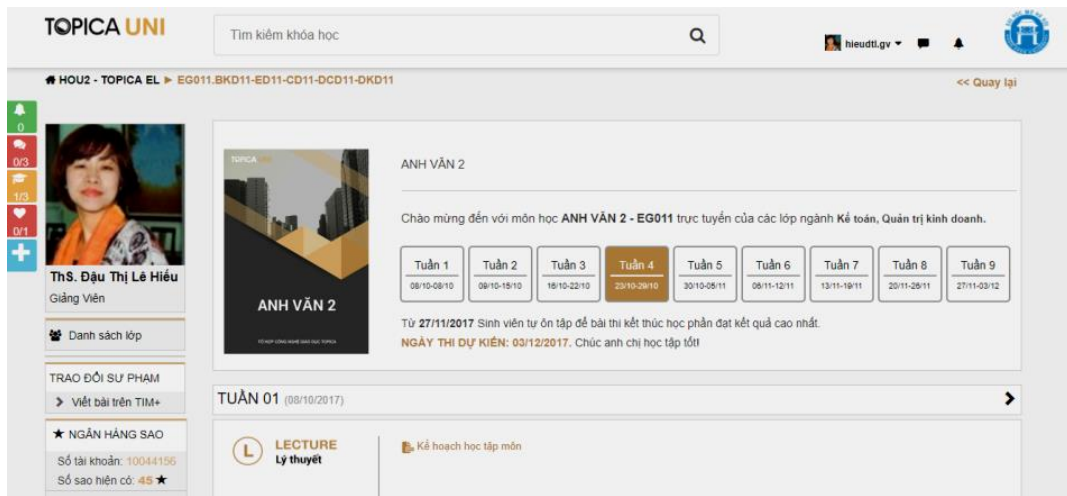 TOPICA UNI
Tìm kiếm khóa học
hieudtl.gv
HOU2 - TOPICA EL ► EG011.BKD11-ED11-CD11-DCD11-DKD11
<< Quay lại
0
0/3
1/3
0/1
ThS. Đậu Thị Lê Hiếu
Giảng Viên
Danh sách lớp
TRAO ĐỔI SƯ PHẠM
Viết bài trên TIM+
★ NGÂN HÀNG SAO
Số tài khoản: 10044156
Số sao hiện có: 45 ★
TOPICA UNI
ANH VĂN 2
ANH VĂN 2
Chào mừng đến với môn học ANH VĂN 2 - EG011 trực tuyến của các lớp ngành Kế toán, Quản trị kinh doanh.
Tuần 1 Tuần 2 Tuần 3 Tuần 4 Tuần 5 Tuần 6 Tuần 7 Tuần 8 Tuần 9
08/10-08/10 09/10-15/10 16/10-22/10 23/10-29/10 30/10-05/11 06/11-12/11 13/11-19/11 20/11-26/11 27/11-03/12
Từ 27/11/2017 Sinh viên tự ôn tập để bài thi kết thúc học phần đạt kết quả cao nhất.
NGÀY THI DỰ KIẾN: 03/12/2017. Chúc anh chị học tập tốt!
TUẦN 01 (08/10/2017)
L LECTURE
Lý thuyết
Kế hoạch học tập môn